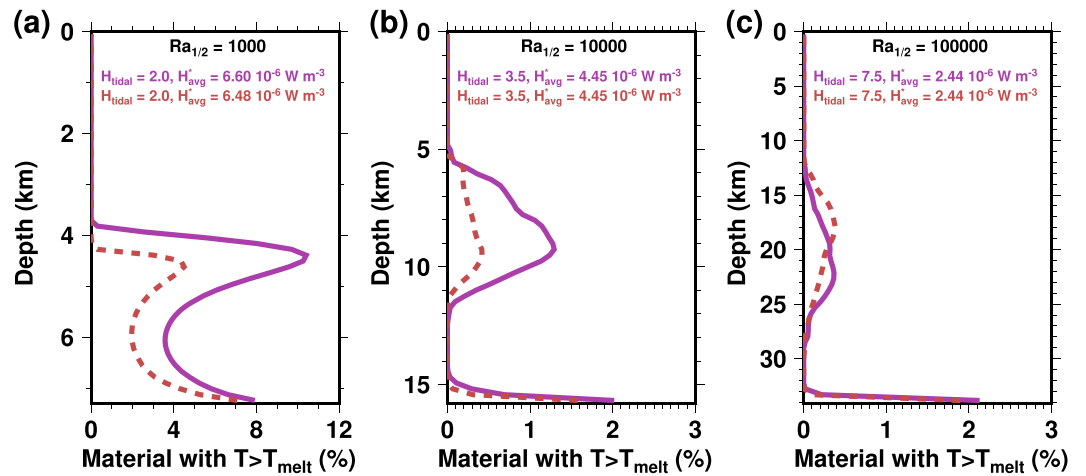 (a)
Ra1/2 = 1000
Htidal = 2.0, H*avg = 6.60 10-6 W m-3
Htidal = 2.0, H*avg = 6.48 10-6 W m-3
Depth (km)
0
2
4
6
0 4 8 12
Material with T>Tmelt (%)
(b)
Ra1/2 = 10000
Htidal = 3.5, H*avg = 4.45 10-6 W m-3
Htidal = 3.5, H*avg = 4.45 10-6 W m-3
Depth (km)
0
5
10
15
0 1 2 3
Material with T>Tmelt (%)
(c)
Ra1/2 = 100000
Htidal = 7.5, H*avg = 2.44 10-6 W m-3
Htidal = 7.5, H*avg = 2.44 10-6 W m-3
Depth (km)
0
5
10
15
20
25
30
0 1 2 3
Material with T>Tmelt (%)